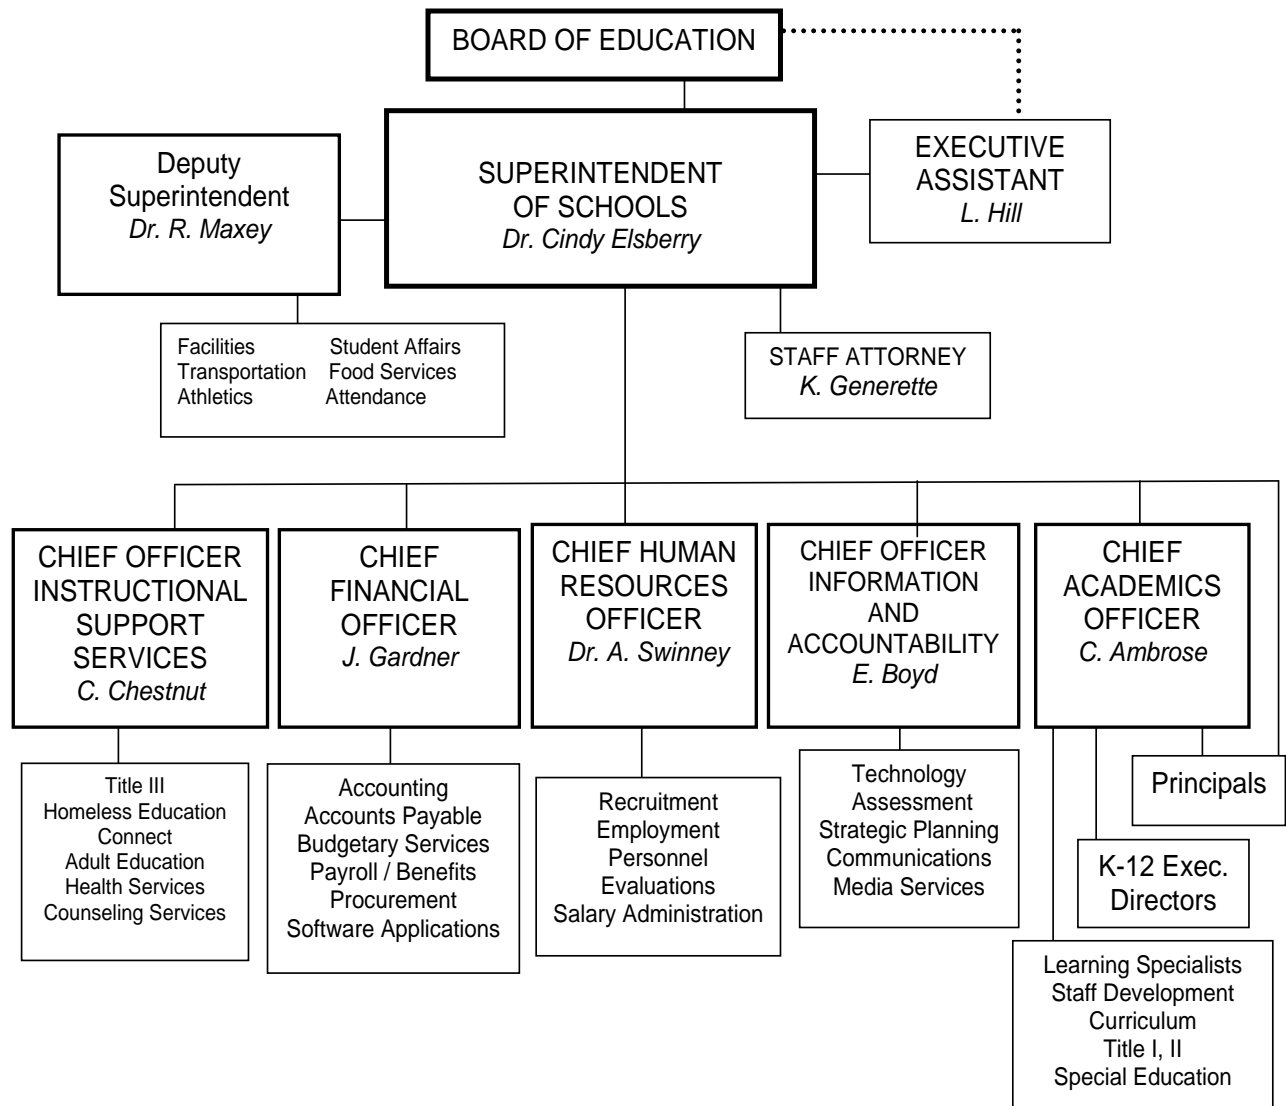 BOARD OF EDUCATION
Deputy
Superintendent
Dr. R. Maxey
SUPERINTENDENT
OF SCHOOLS
Dr. Cindy Elsberry
EXECUTIVE
ASSISTANT
L. Hill
Facilities Student Affairs
Transportation Food Services
Athletics Attendance
STAFF ATTORNEY
K. Generette
CHIEF OFFICER
INSTRUCTIONAL
SUPPORT
SERVICES
C. Chestnut
CHIEF
FINANCIAL
OFFICER
J. Gardner
CHIEF HUMAN
RESOURCES
OFFICER
Dr. A. Swinney
CHIEF OFFICER
INFORMATION
AND
ACCOUNTABILITY
E. Boyd
CHIEF
ACADEMICS
OFFICER
C. Ambrose
Title III
Homeless Education
Connect
Adult Education
Health Services
Counseling Services
Accounting
Accounts Payable
Budgetary Services
Payroll / Benefits
Procurement
Software Applications
Recruitment
Employment
Personnel
Evaluations
Salary Administration
Technology
Assessment
Strategic Planning
Communications
Media Services
Principals
K-12 Exec.
Directors
Learning Specialists
Staff Development
Curriculum
Title I, II
Special Education